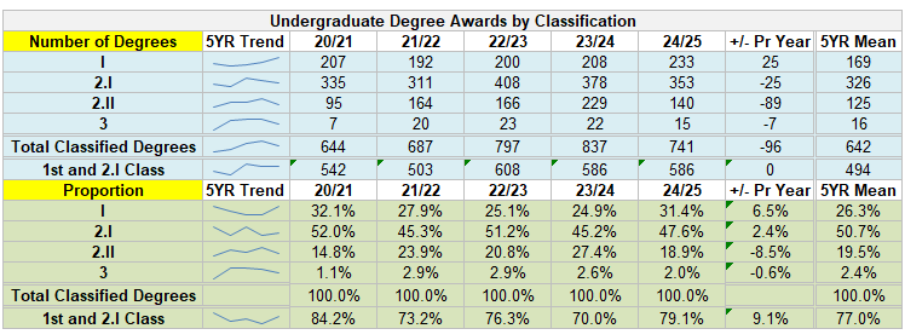 Undergraduate Degree Awards by Classification
Number of Degrees 5YR Trend 20/21 21/22 22/23 23/24 24/25 +/- Pr Year 5YR Mean
I 207 192 200 208 233 25 169
2.I 335 311 408 378 353 -25 326
2.II 95 164 166 229 140 -89 125
3 7 20 23 22 15 -7 16
Total Classified Degrees 644 687 797 837 741 -96 642
1st and 2.I Class 542 503 608 586 586 0 494
Proportion 5YR Trend 20/21 21/22 22/23 23/24 24/25 +/- Pr Year 5YR Mean
I 32.1% 27.9% 25.1% 24.9% 31.4% 6.5% 26.3%
2.I 52.0% 45.3% 51.2% 45.2% 47.6% 2.4% 50.7%
2.II 14.8% 23.9% 20.8% 27.4% 18.9% -8.5% 19.5%
3 1.1% 2.9% 2.9% 2.6% 2.0% -0.6% 2.4%
Total Classified Degrees 100.0% 100.0% 100.0% 100.0% 100.0% 100.0%
1st and 2.I Class 84.2% 73.2% 76.3% 70.0% 79.1% 9.1% 77.0%